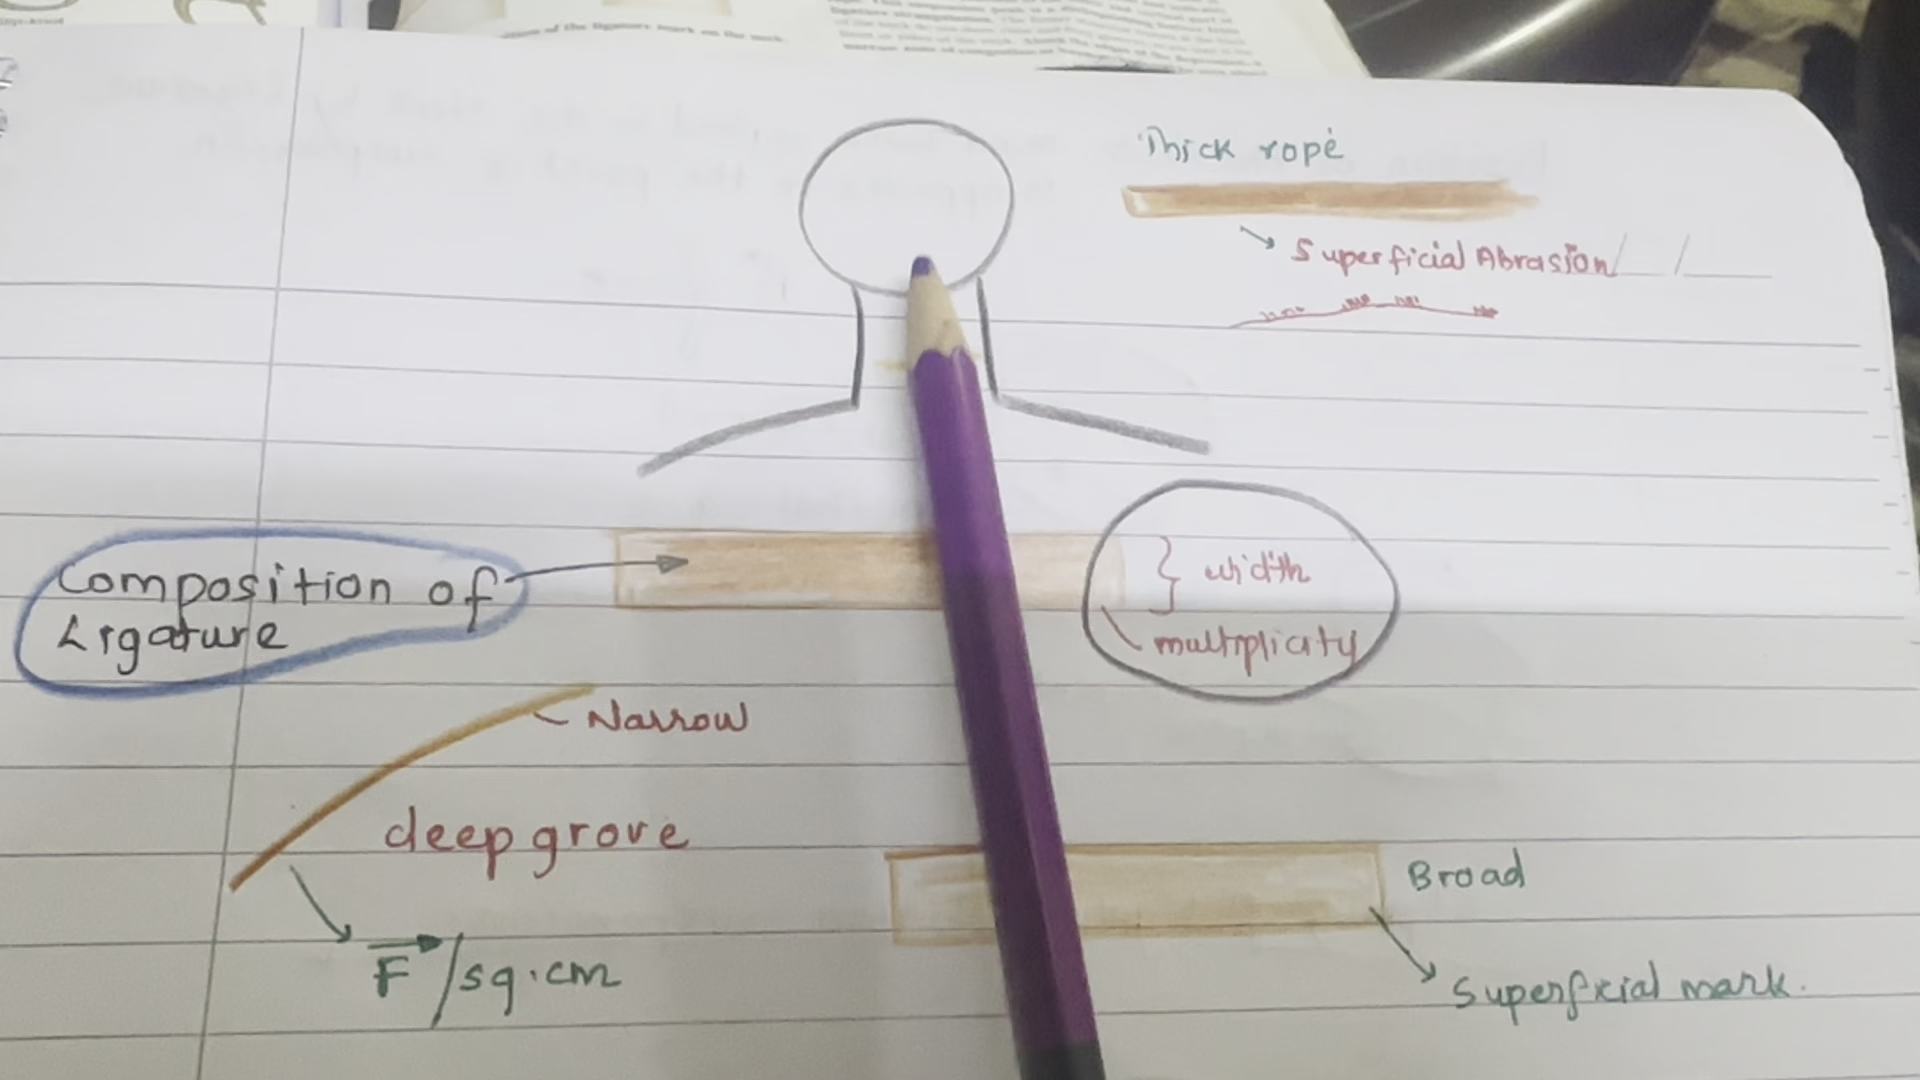 Thick rope
Superficial Abrasion
Composition of
Ligature
width
multiplicity
Narrow
deep grove
F/sq.cm
Broad
Superficial mark.